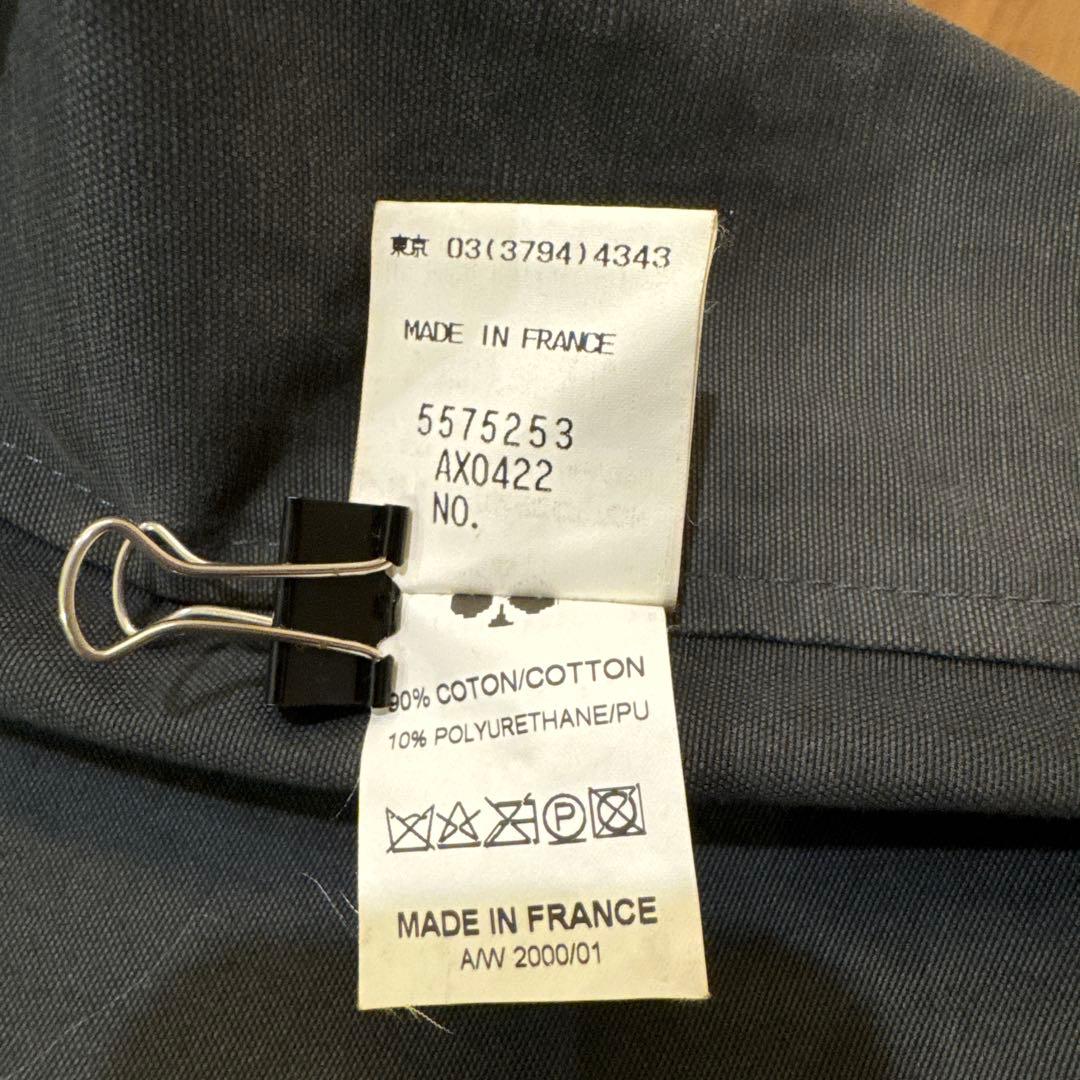 東京 03(3794)4343
MADE IN FRANCE
5575253
AX0422
NO.
90% COTON/COTTON
10% POLYURETHANE/PU
P
MADE IN FRANCE
A/W 2000/01